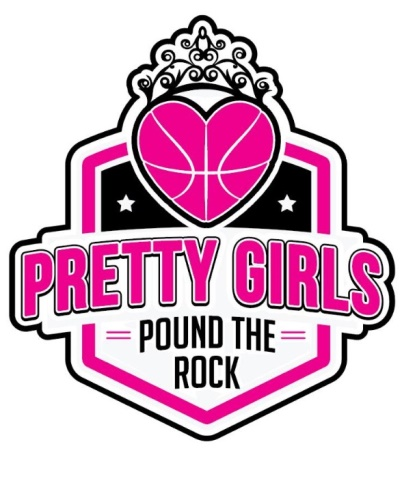 PRETTY GIRLS
POUND THE
ROCK